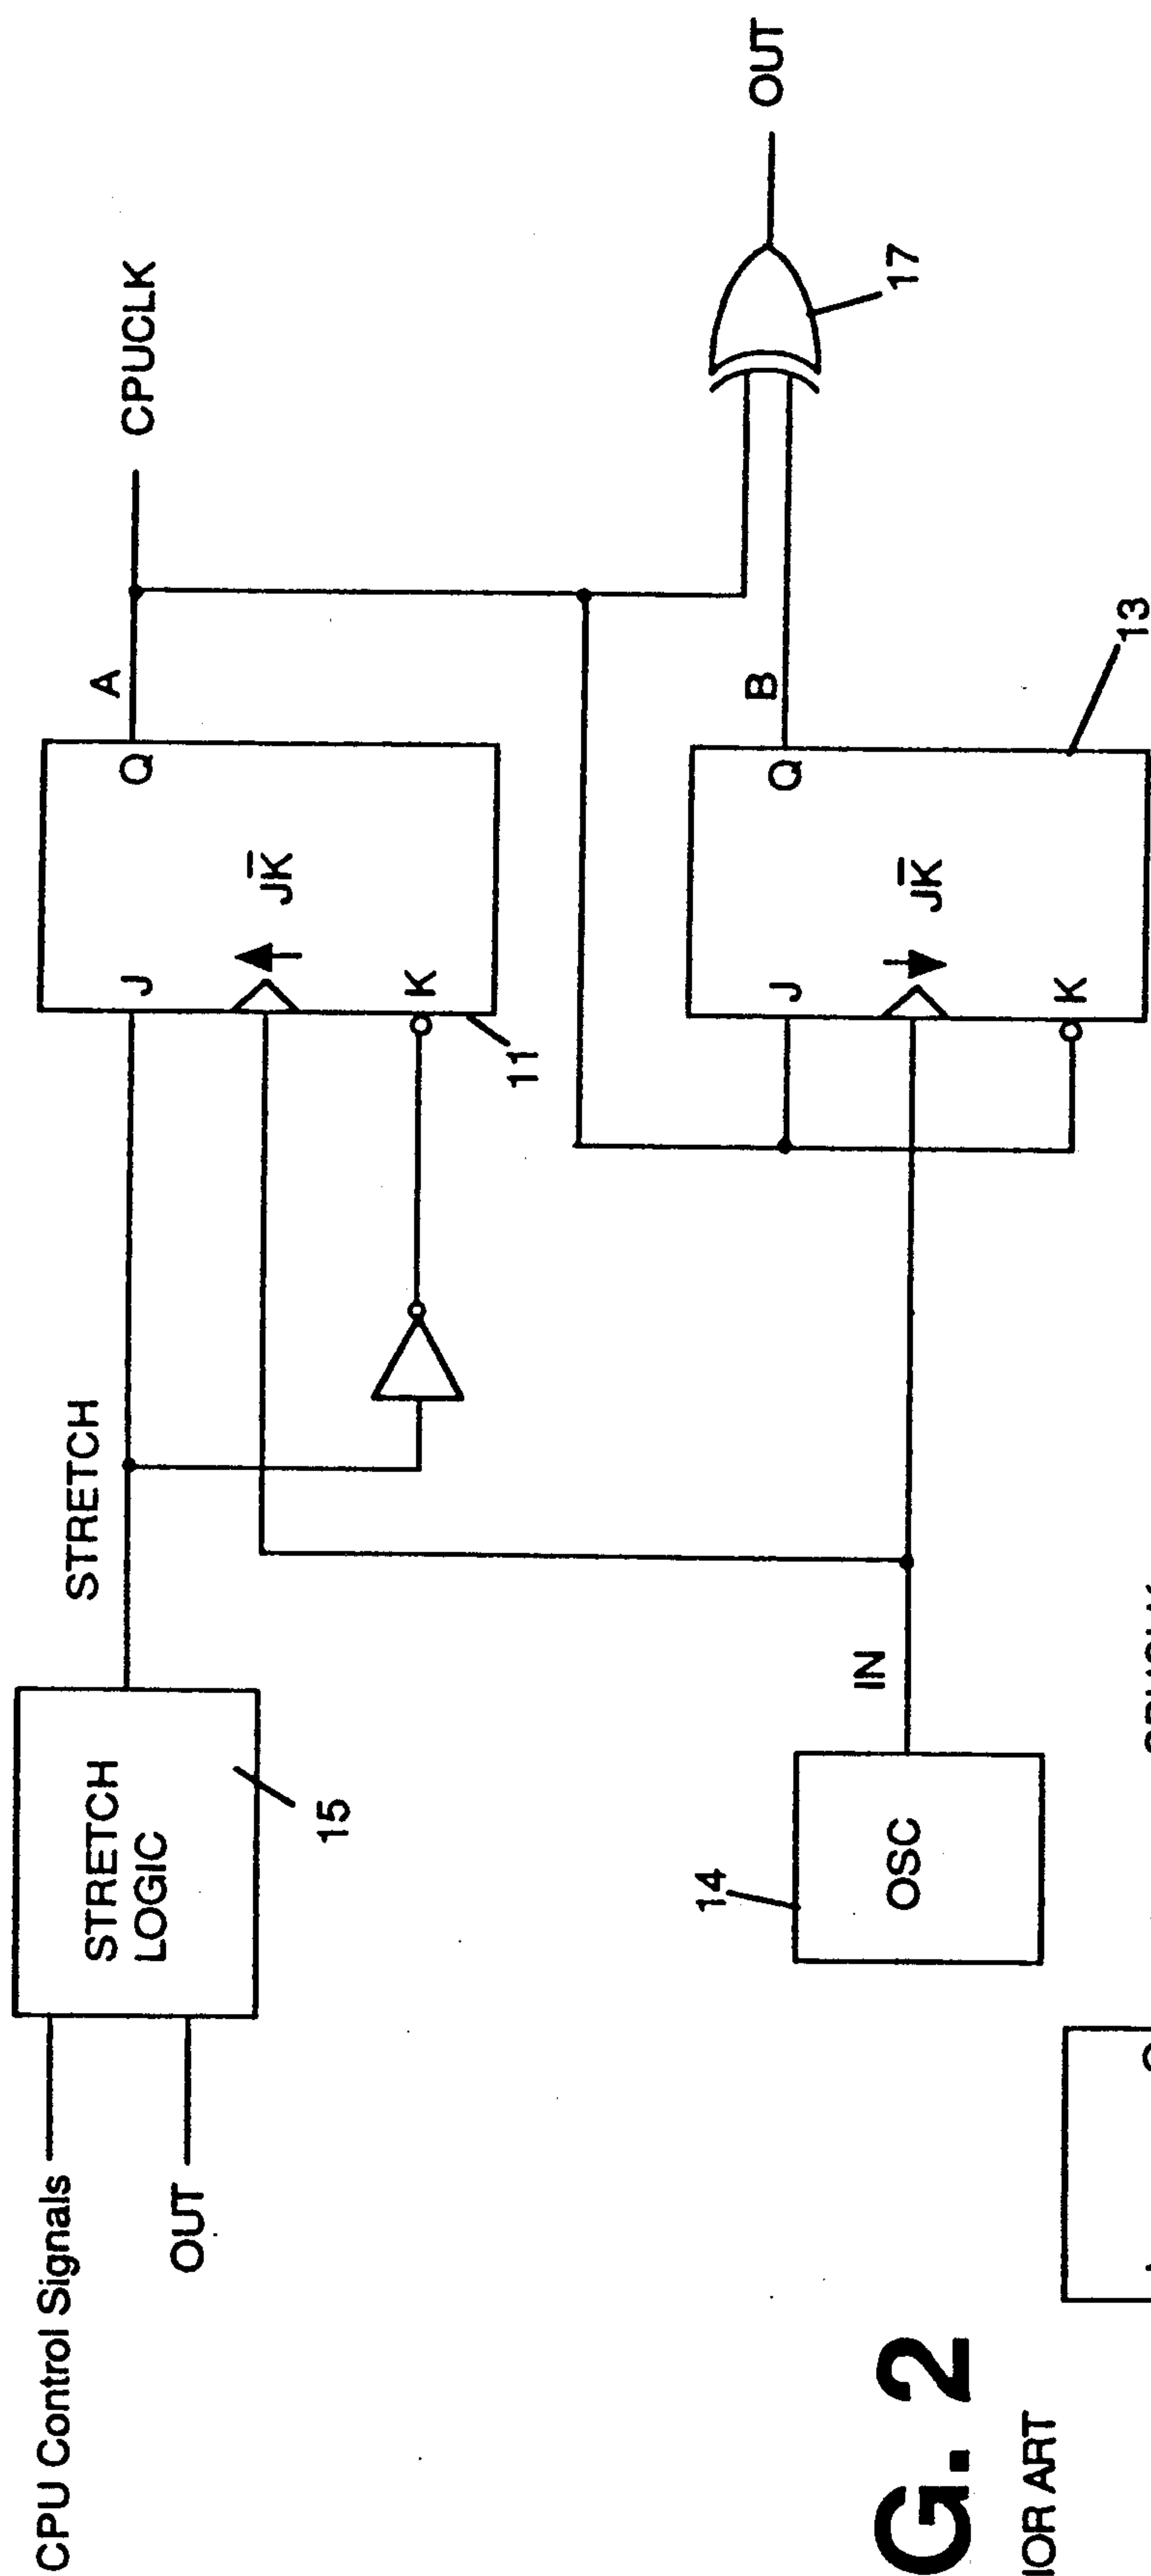 CPU Control Signals
OUT
STRETCH
LOGIC
15
STRETCH
J
K
Q
JK̅
11
A
CPUCLK
14
OSC
IN
J
K
Q
JK̅
13
B
17
OUT
G. 2
IOR ART